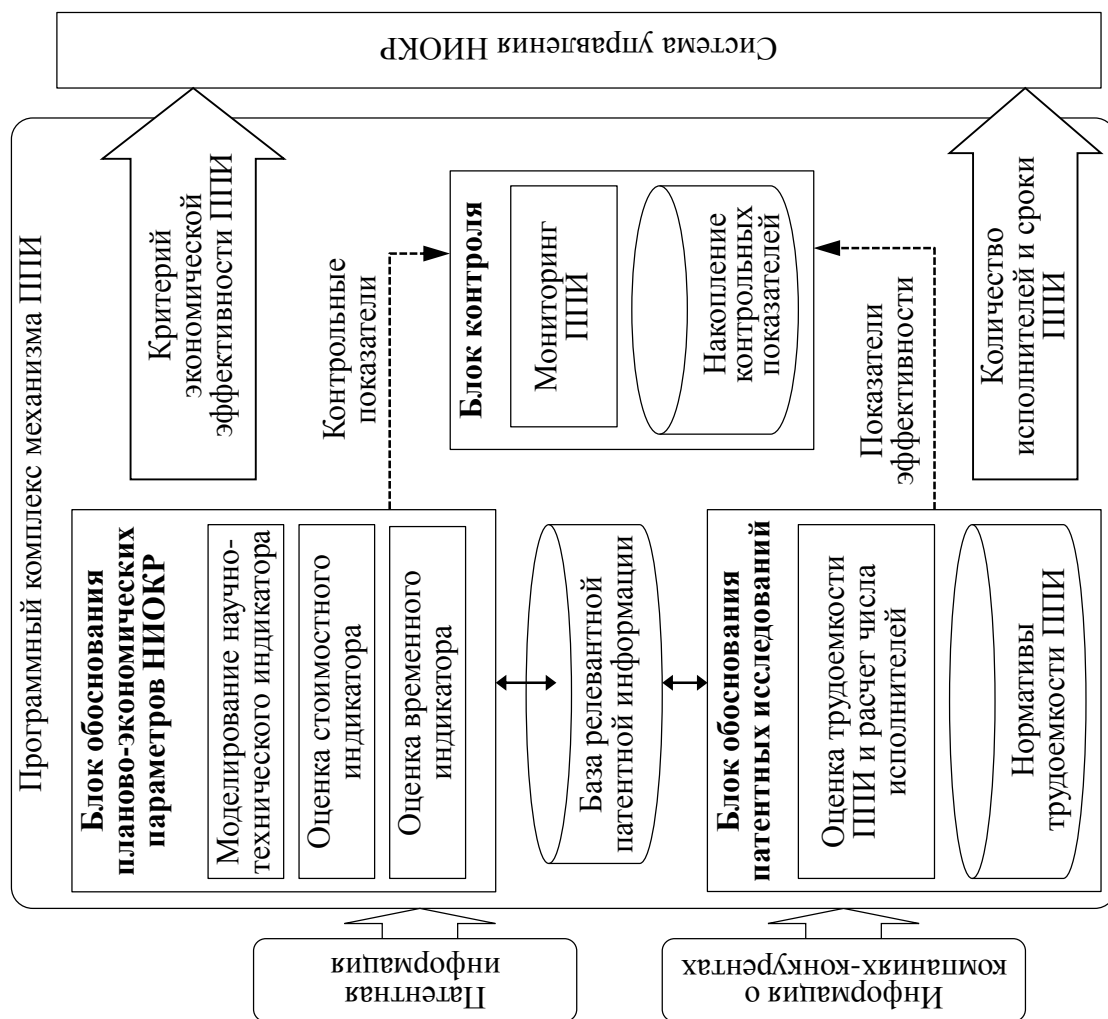 Программный комплекс механизма ППИ
Патентная
информация
Информация о
компаниях-конкурентах
Блок обоснования
планово-экономических
параметров НИОКР
Моделирование научно-
технического индикатора
Оценка стоимостного
индикатора
Оценка временного
индикатора
База релевантной
патентной информации
Блок обоснования
патентных исследований
Оценка трудоемкости
ППИ и расчет числа
исполнителей
Нормативы
трудоемкости ППИ
Критерий
экономической
эффективности ППИ
Контрольные
показатели
Блок контроля
Мониторинг
ППИ
Накопление
контрольных
показателей
Показатели
эффективности
Количество
исполнителей и сроки
ППИ
Система управления НИОКР